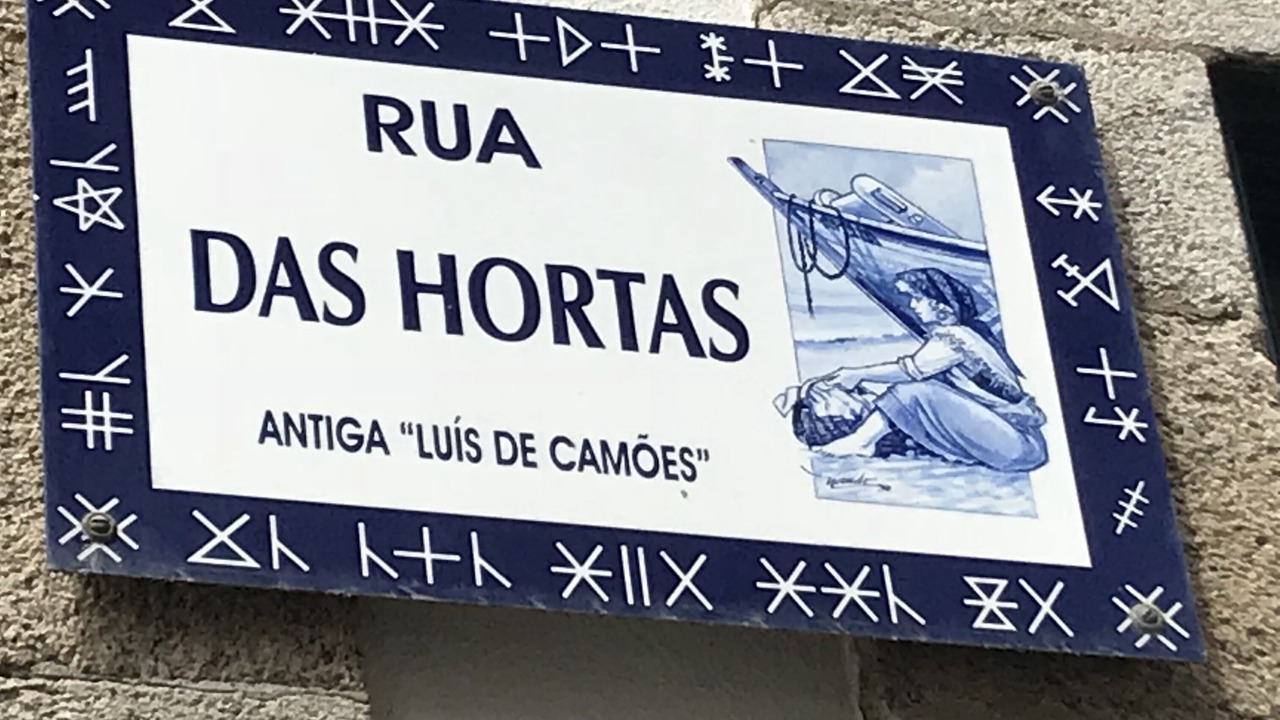 RUA
DAS HORTAS
ANTIGA “LUÍS DE CAMÕES”